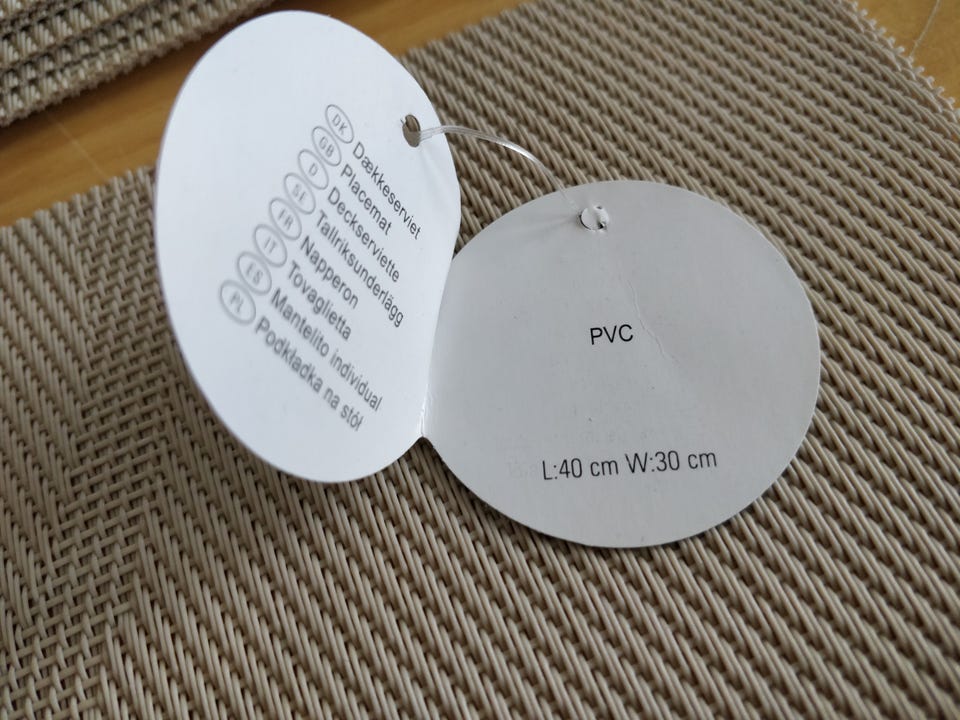 DK Dækkeserviet
GB Placemat
D Deckserviette
SE Tallriksunderlägg
FR Napperon
IT Tovaglietta
ES Mantelito individual
PL Podkładka na stół
PVC
L:40 cm W:30 cm